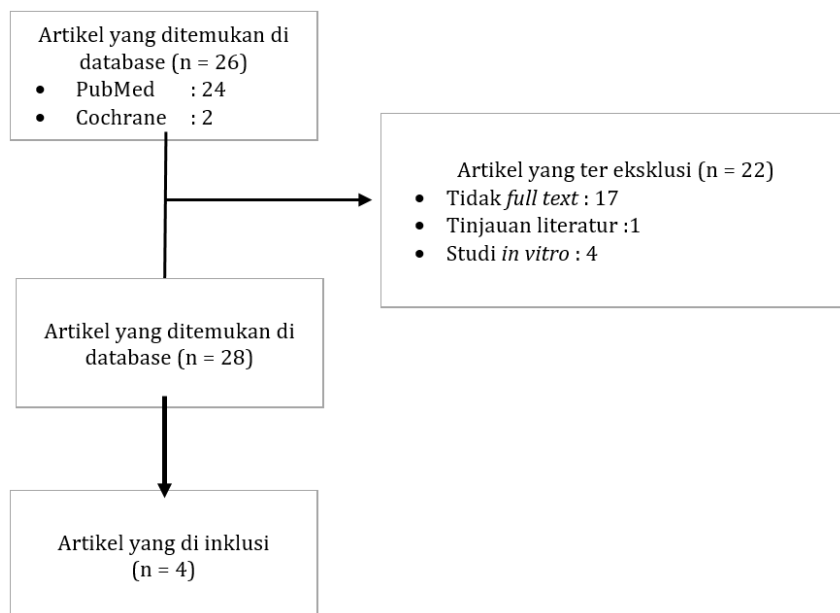 Artikel yang ditemukan di
database (n = 26)
• PubMed : 24
• Cochrane : 2
Artikel yang ter eksklusi (n = 22)
• Tidak full text : 17
• Tinjauan literatur :1
• Studi in vitro : 4
Artikel yang ditemukan di
database (n = 28)
Artikel yang di inklusi
(n = 4)